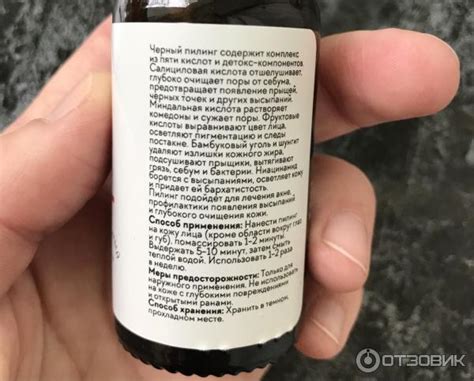 Черный пилинг содержит комплекс
из пяти кислот и детокс-компонентов.
Салициловая кислота отшелушивает,
глубоко очищает поры от себума,
предотвращает появление прыщей,
черных точек и других высыпаний.
Миндальная кислота растворяет
комедоны и сужает поры. Фруктовые
кислоты выравнивают цвет лица,
осветляют пигментацию и следы
постакне. Бамбуковый уголь и шунгит
удаляют излишки кожного жира,
подсушивают прыщики, вытягивают
грязь, себум и бактерии. Ниацинамид
борется с высыпаниями, осветляет кожу
и придает ей бархатистость.
Пилинг подойдет для лечения акне,
профилактики появления высыпаний
и глубокого очищения кожи.
Способ применения: Нанести пилинг
на кожу лица (кроме области вокруг глаз
и губ), помассировать 1-2 минуты.
Выдержать 5-10 минут, затем смыть
теплой водой. Использовать 1-2 раза
в неделю.
Меры предосторожности: Только для
наружного применения. Не использовать
на коже с глубокими повреждениями
и открытыми ранами.
Способ хранения: Хранить в темном,
прохладном месте.
ОТЗОВИК